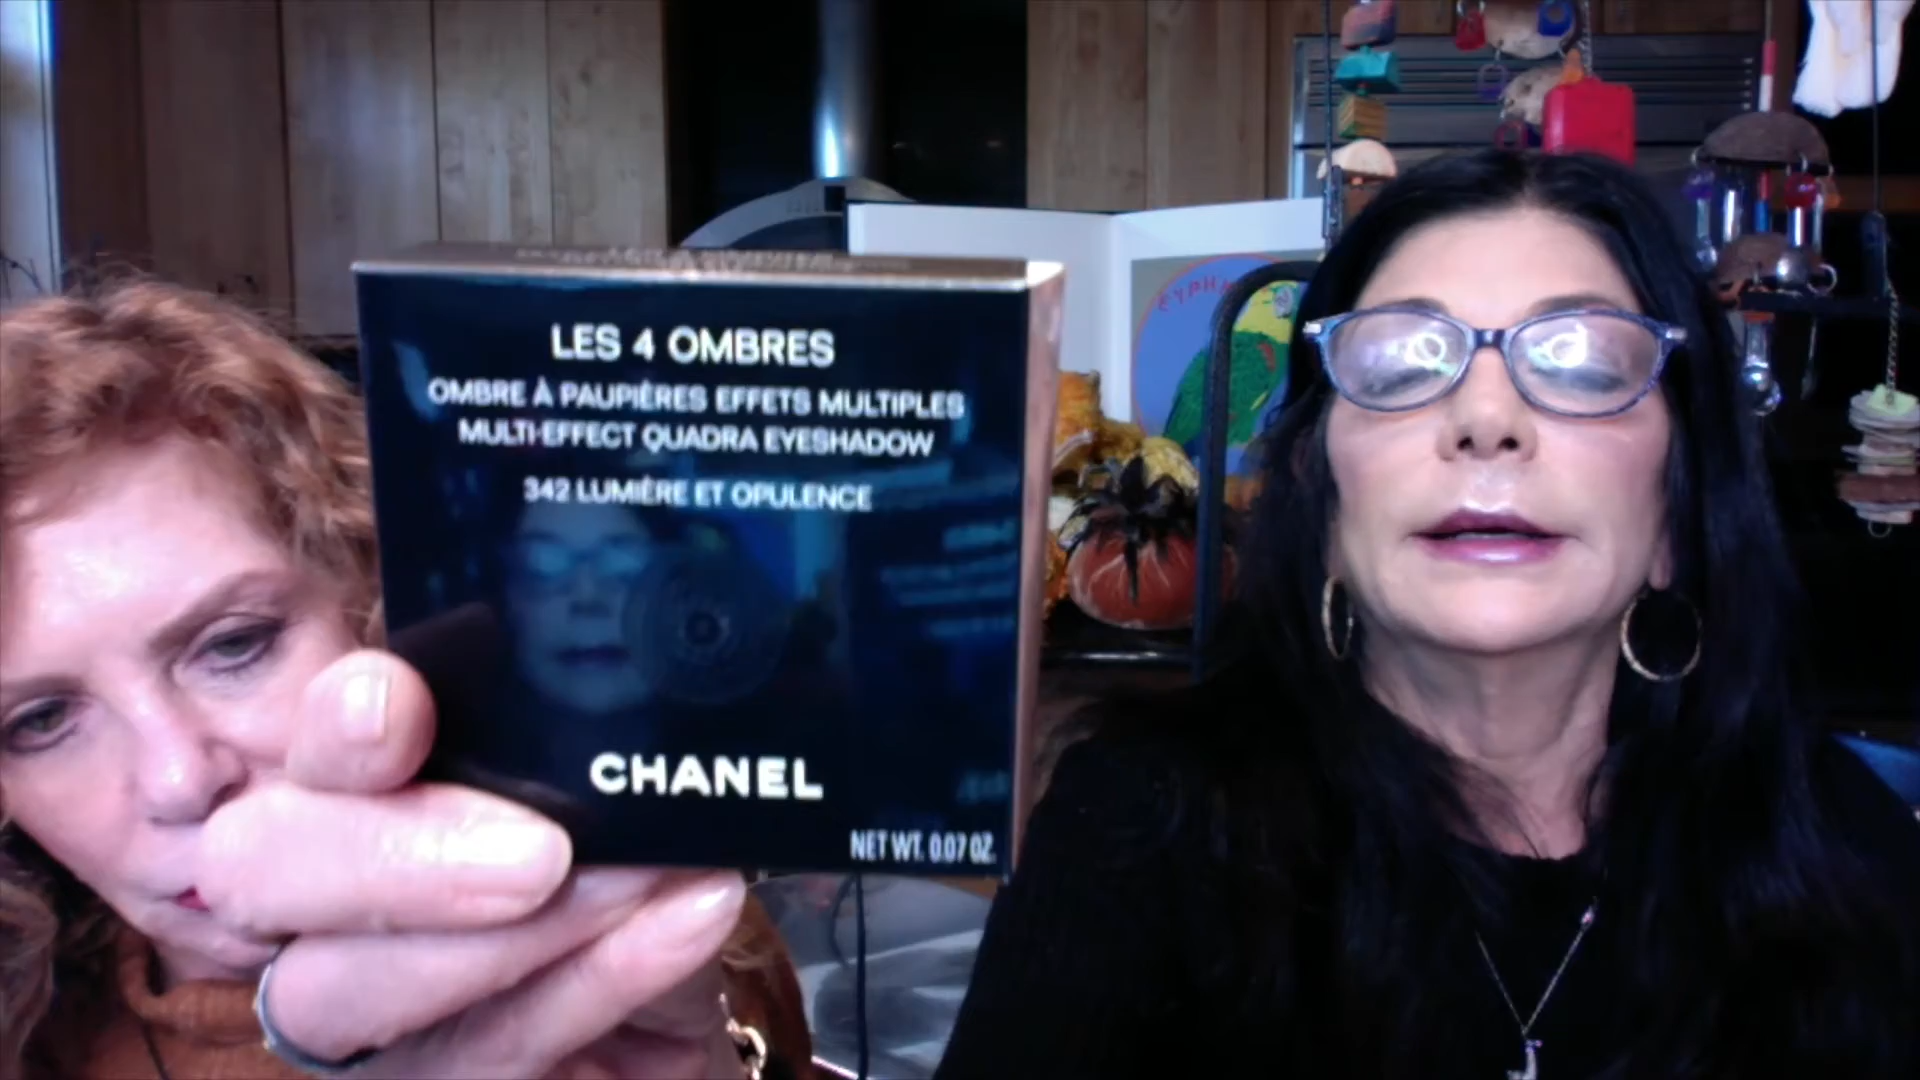 LES 4 OMBRES
OMBRE À PAUPIÈRES EFFETS MULTIPLES
MULTI-EFFECT QUADRA EYESHADOW
342 LUMIÈRE ET OPULENCE
CHANEL
NET WT. 0.07 OZ.